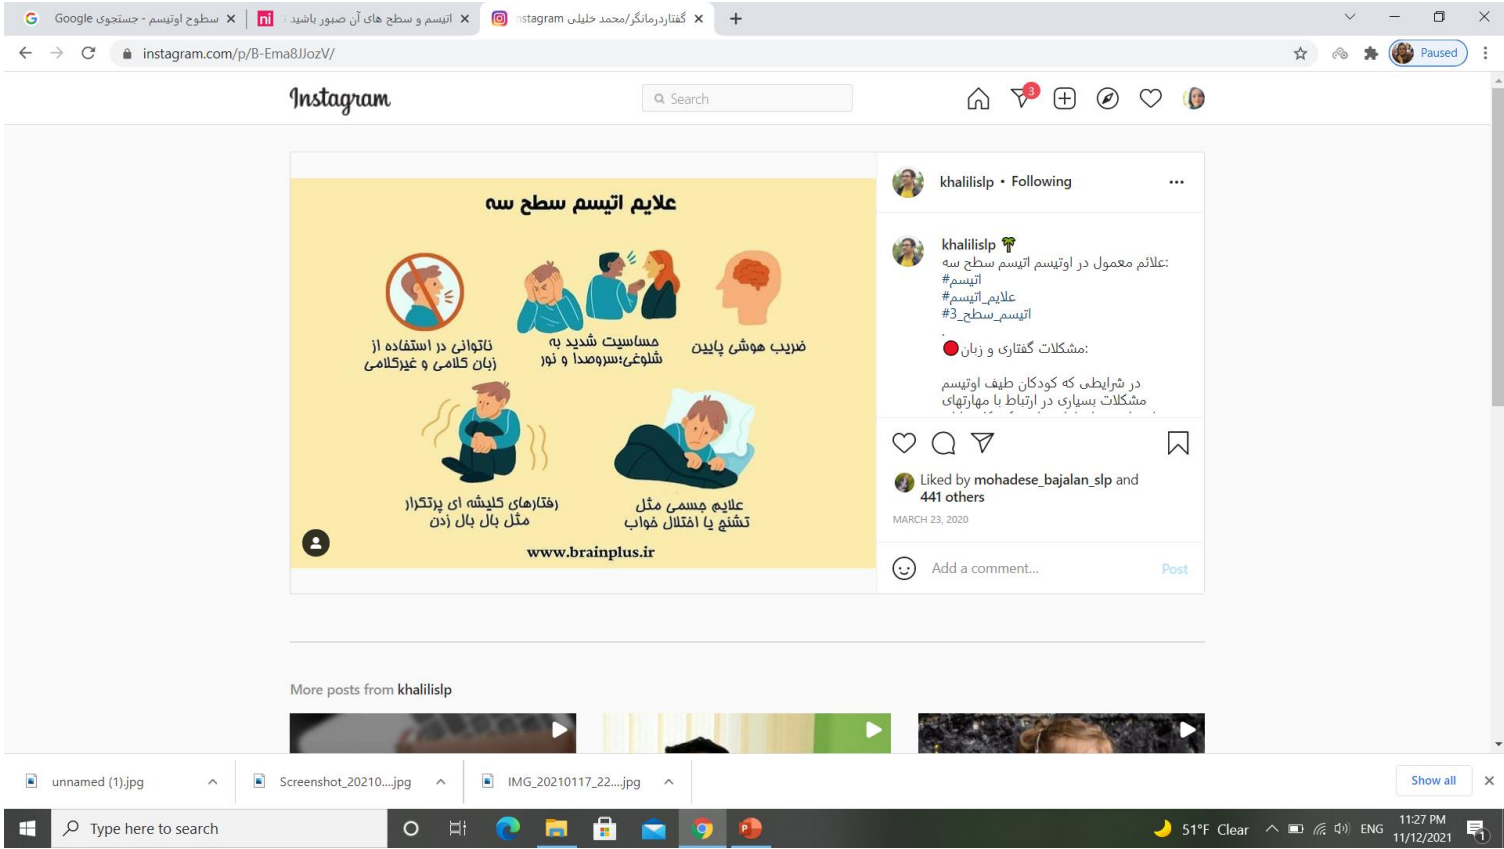 سطوح اوتیسم - جستجوی Google
اتیسم و سطح های آن صبور باشید
گفتاردرمانگر/محمد خلیلی
instagram.com/p/B-Ema8JJozV/
Paused
Instagram
Search
3
علایم اتیسم سطح سه
ناتوانی در استفاده از
زبان کلامی و غیرکلامی
حساسیت شدید به
شلوغی؛سروصدا و نور
ضریب هوشی پایین
رفتارهای کلیشه ای پرتکرار
مثل بال بال زدن
علایم جسمی مثل
تشنج یا اختلال خواب
www.brainplus.ir
khalilislp • Following
khalilislp
علائم معمول در اوتیسم اتیسم سطح سه:
#اتیسم
#علایم_اتیسم
#اتیسم_سطح_3
.
مشکلات گفتاری و زبان:
در شرایطی که کودکان طیف اوتیسم
مشکلات بسیاری در ارتباط با مهارتهای
Liked by mohadese_bajalan_slp and
441 others
MARCH 23, 2020
Add a comment...
Post
More posts from khalilislp
unnamed (1).jpg
Screenshot_20210....jpg
IMG_20210117_22....jpg
Show all
Type here to search
51°F Clear
ENG
11:27 PM
11/12/2021
1